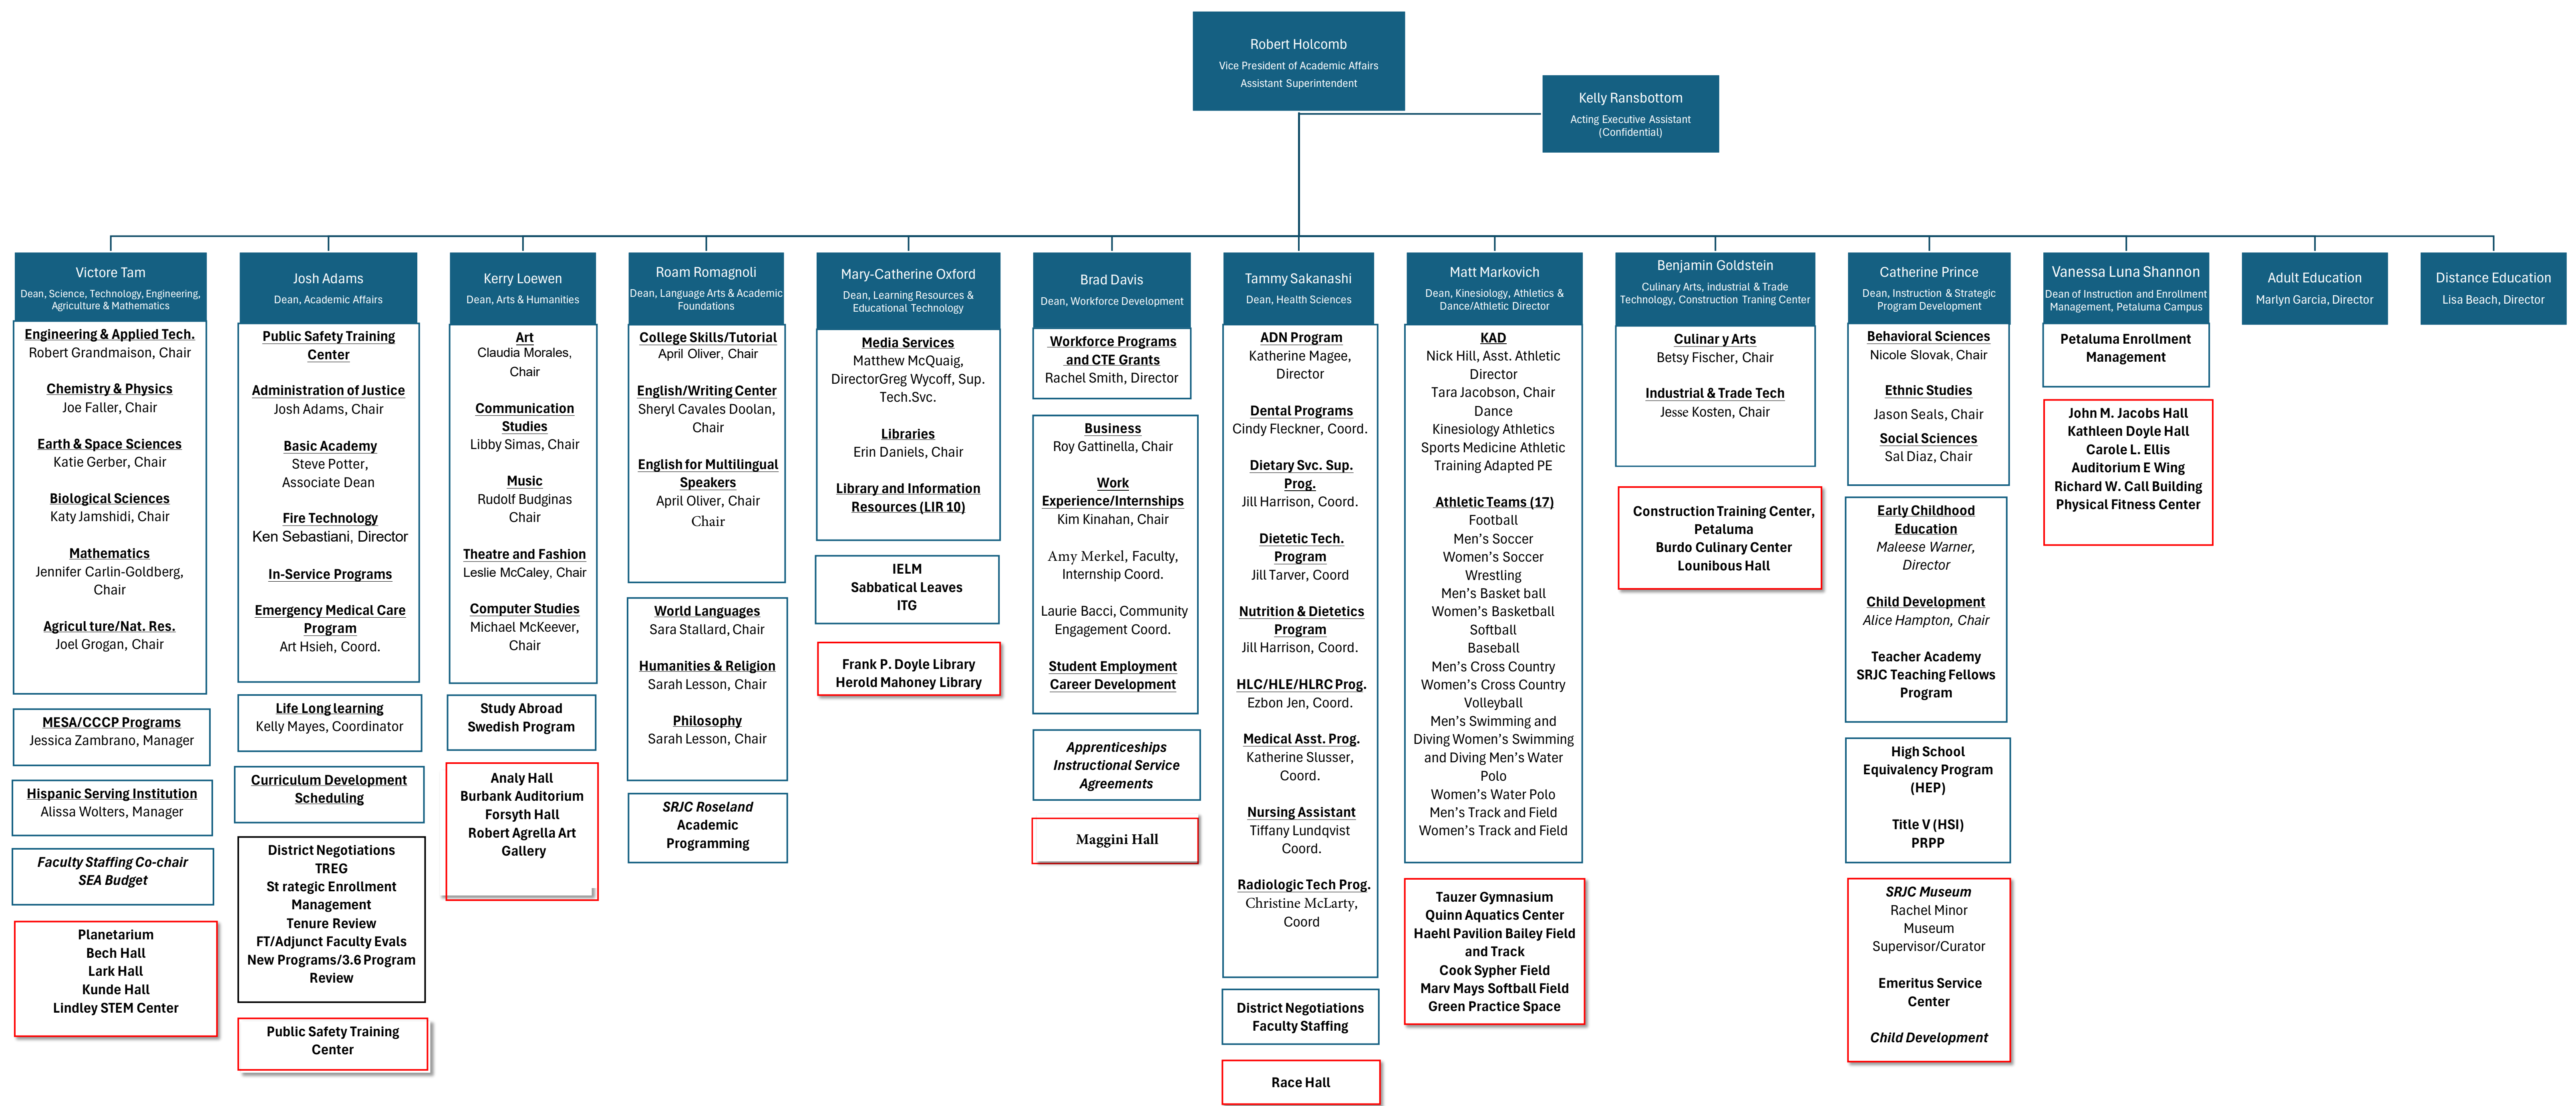 Robert Holcomb
Vice President of Academic Affairs
Assistant Superintendent
Kelly Ransbottom
Acting Executive Assistant
(Confidential)
Victore Tam
Dean, Science, Technology, Engineering,
Agriculture & Mathematics
Engineering & Applied Tech.
Robert Grandmaison, Chair
Chemistry & Physics
Joe Faller, Chair
Earth & Space Sciences
Katie Gerber, Chair
Biological Sciences
Katy Jamshidi, Chair
Mathematics
Jennifer Carlin-Goldberg,
Chair
Agricul ture/Nat. Res.
Joel Grogan, Chair
MESA/CCCP Programs
Jessica Zambrano, Manager
Hispanic Serving Institution
Alissa Wolters, Manager
Faculty Staffing Co-chair
SEA Budget
Planetarium
Bech Hall
Lark Hall
Kunde Hall
Lindley STEM Center
Josh Adams
Dean, Academic Affairs
Public Safety Training
Center
Administration of Justice
Josh Adams, Chair
Basic Academy
Steve Potter,
Associate Dean
Fire Technology
Ken Sebastiani, Director
In-Service Programs
Emergency Medical Care
Program
Art Hsieh, Coord.
Life Long learning
Kelly Mayes, Coordinator
Curriculum Development
Scheduling
District Negotiations
TREG
St rategic Enrollment
Management
Tenure Review
FT/Adjunct Faculty Evals
New Programs/3.6 Program
Review
Public Safety Training
Center
Kerry Loewen
Dean, Arts & Humanities
Art
Claudia Morales,
Chair
Communication
Studies
Libby Simas, Chair
Music
Rudolf Budginas
Chair
Theatre and Fashion
Leslie McCaley, Chair
Computer Studies
Michael McKeever,
Chair
Study Abroad
Swedish Program
Analy Hall
Burbank Auditorium
Forsyth Hall
Robert Agrella Art
Gallery
Roam Romagnoli
Dean, Language Arts & Academic
Foundations
College Skills/Tutorial
April Oliver, Chair
English/Writing Center
Sheryl Cavales Doolan,
Chair
English for Multilingual
Speakers
April Oliver, Chair
Chair
World Languages
Sara Stallard, Chair
Humanities & Religion
Sarah Lesson, Chair
Philosophy
Sarah Lesson, Chair
SRJC Roseland
Academic
Programming
Mary-Catherine Oxford
Dean, Learning Resources &
Educational Technology
Media Services
Matthew McQuaig,
DirectorGreg Wycoff, Sup.
Tech.Svc.
Libraries
Erin Daniels, Chair
Library and Information
Resources (LIR 10)
IELM
Sabbatical Leaves
ITG
Frank P. Doyle Library
Herold Mahoney Library
Brad Davis
Dean, Workforce Development
Workforce Programs
and CTE Grants
Rachel Smith, Director
Business
Roy Gattinella, Chair
Work
Experience/Internships
Kim Kinahan, Chair
Amy Merkel, Faculty,
Internship Coord.
Laurie Bacci, Community
Engagement Coord.
Student Employment
Career Development
Apprenticeships
Instructional Service
Agreements
Maggini Hall
Tammy Sakanashi
Dean, Health Sciences
ADN Program
Katherine Magee,
Director
Dental Programs
Cindy Fleckner, Coord.
Dietary Svc. Sup.
Prog.
Jill Harrison, Coord.
Dietetic Tech.
Program
Jill Tarver, Coord
Nutrition & Dietetics
Program
Jill Harrison, Coord.
HLC/HLE/HLRC Prog.
Ezbon Jen, Coord.
Medical Asst. Prog.
Katherine Slusser,
Coord.
Nursing Assistant
Tiffany Lundqvist
Coord.
Radiologic Tech Prog.
Christine McLarty,
Coord
District Negotiations
Faculty Staffing
Race Hall
Matt Markovich
Dean, Kinesiology, Athletics &
Dance/Athletic Director
KAD
Nick Hill, Asst. Athletic
Director
Tara Jacobson, Chair
Dance
Kinesiology Athletics
Sports Medicine Athletic
Training Adapted PE
Athletic Teams (17)
Football
Men's Soccer
Women's Soccer
Wrestling
Men's Basket ball
Women's Basketball
Softball
Baseball
Men's Cross Country
Women's Cross Country
Volleyball
Men's Swimming and
Diving Women's Swimming
and Diving Men's Water
Polo
Women's Water Polo
Men's Track and Field
Women's Track and Field
Tauzer Gymnasium
Quinn Aquatics Center
Haehl Pavilion Bailey Field
and Track
Cook Sypher Field
Marv Mays Softball Field
Green Practice Space
Benjamin Goldstein
Culinary Arts, industrial & Trade
Technology, Construction Traning Center
Culinar y Arts
Betsy Fischer, Chair
Industrial & Trade Tech
Jesse Kosten, Chair
Construction Training Center,
Petaluma
Burdo Culinary Center
Lounibous Hall
Catherine Prince
Dean, Instruction & Strategic
Program Development
Behavioral Sciences
Nicole Slovak, Chair
Ethnic Studies
Jason Seals, Chair
Social Sciences
Sal Diaz, Chair
Early Childhood
Education
Maleese Warner,
Director
Child Development
Alice Hampton, Chair
Teacher Academy
SRJC Teaching Fellows
Program
High School
Equivalency Program
(HEP)
Title V (HSI)
PRPP
SRJC Museum
Rachel Minor
Museum
Supervisor/Curator
Emeritus Service
Center
Child Development
Vanessa Luna Shannon
Dean of Instruction and Enrollment
Management, Petaluma Campus
Petaluma Enrollment
Management
John M. Jacobs Hall
Kathleen Doyle Hall
Carole L. Ellis
Auditorium E Wing
Richard W. Call Building
Physical Fitness Center
Adult Education
Marlyn Garcia, Director
Distance Education
Lisa Beach, Director